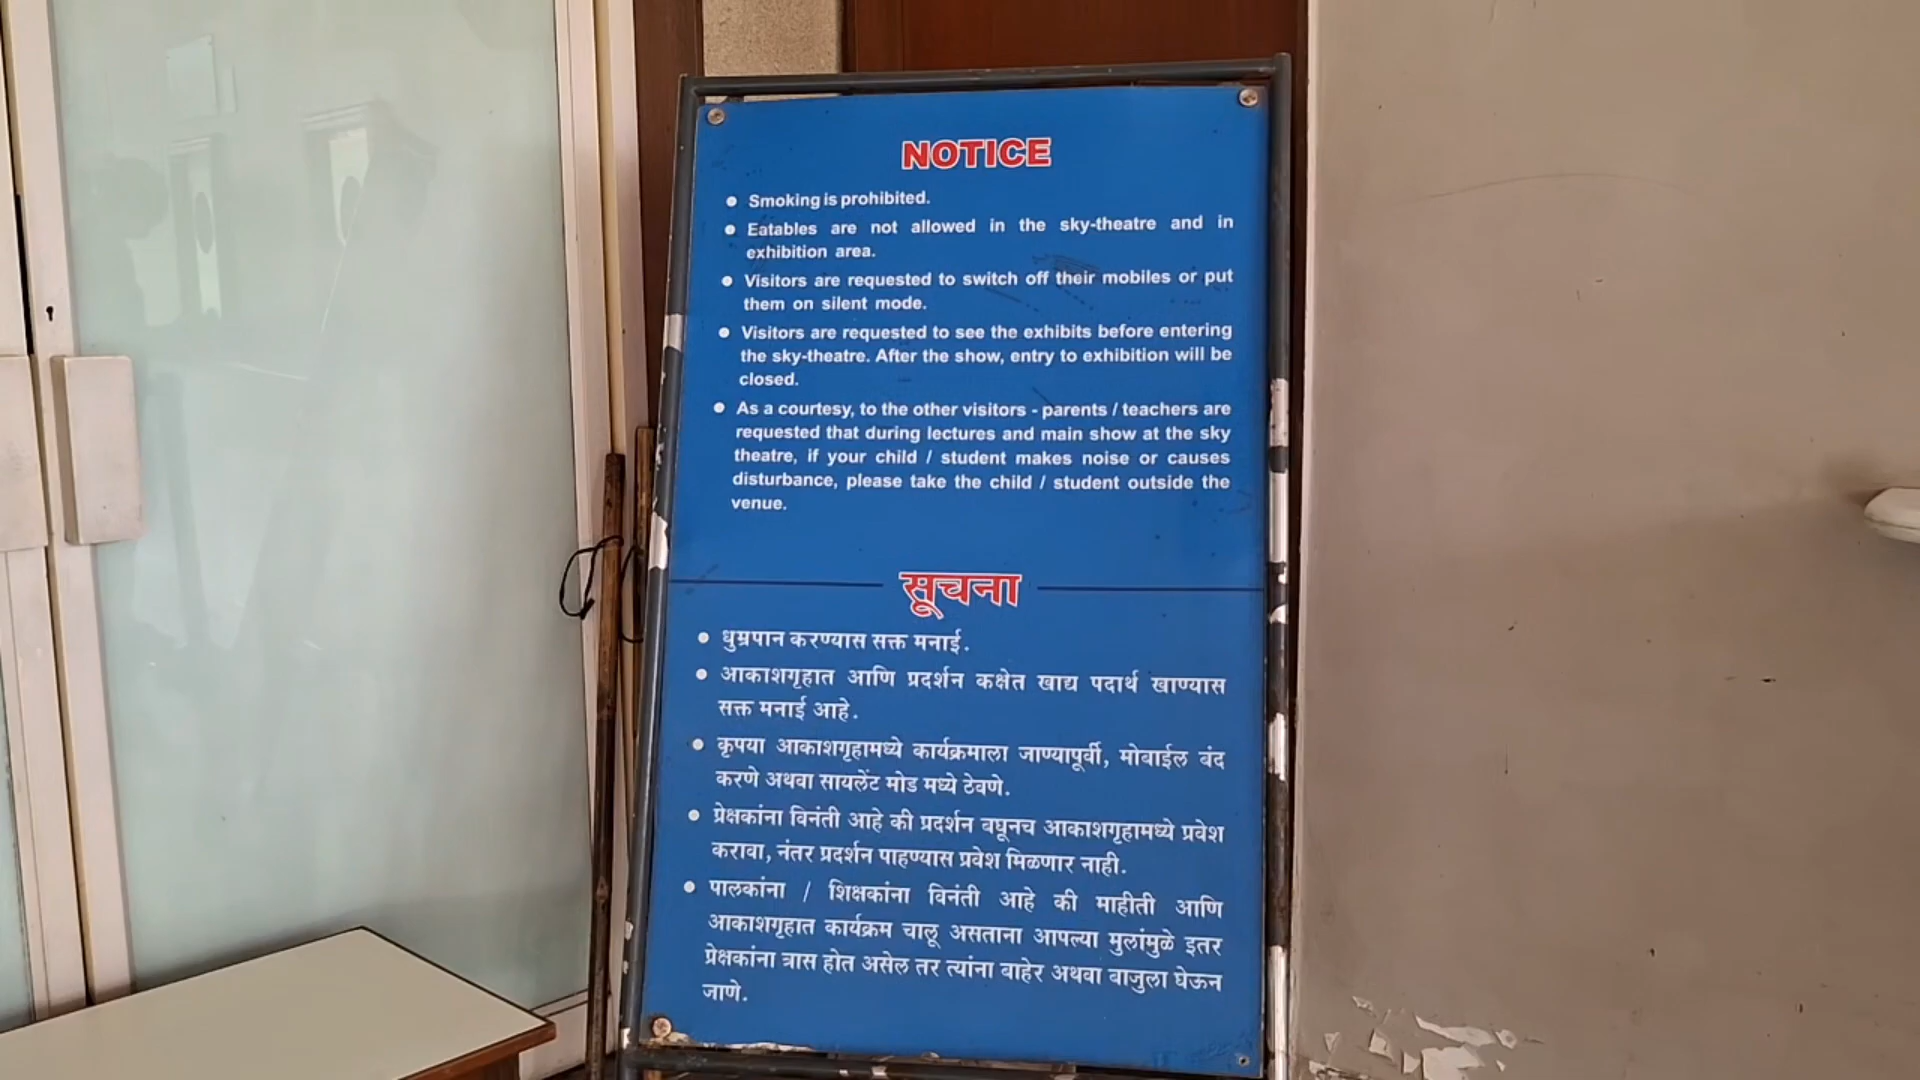 NOTICE
Smoking is prohibited.
Eatables are not allowed in the sky-theatre and in
exhibition area.
Visitors are requested to switch off their mobiles or put
them on silent mode.
Visitors are requested to see the exhibits before entering
the sky-theatre. After the show, entry to exhibition will be
closed.
As a courtesy, to the other visitors - parents / teachers are
requested that during lectures and main show at the sky
theatre, if your child / student makes noise or causes
disturbance, please take the child / student outside the
venue.
सूचना
धुम्रपान करण्यास सक्त मनाई.
आकाशगृहात आणि प्रदर्शन कक्षेत खाद्य पदार्थ खाण्यास
सक्त मनाई आहे.
कृपया आकाशगृहामध्ये कार्यक्रमाला जाण्यापूर्वी, मोबाईल बंद
करणे अथवा सायलेंट मोड मध्ये ठेवणे.
प्रेक्षकांना विनंती आहे की प्रदर्शन बघूनच आकाशगृहामध्ये प्रवेश
करावा, नंतर प्रदर्शन पाहण्यास प्रवेश मिळणार नाही.
पालकांना / शिक्षकांना विनंती आहे की माहीती आणि
आकाशगृहात कार्यक्रम चालू असताना आपल्या मुलांमुळे इतर
प्रेक्षकांना त्रास होत असेल तर त्यांना बाहेर अथवा बाजुला घेऊन
जाणे.